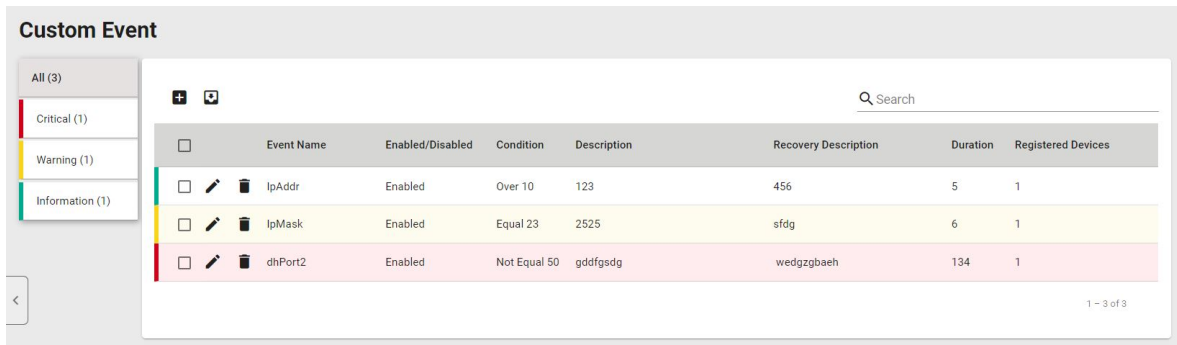 Custom Event
All (3)
Critical (1)
Warning (1)
Information (1)
Search
Event Name Enabled/Disabled Condition Description Recovery Description Duration Registered Devices
IpAddr Enabled Over 10 123 456 5 1
IpMask Enabled Equal 23 2525 sfdg 6 1
dhPort2 Enabled Not Equal 50 gddfgsdg wedgzgbaeh 134 1
1 – 3 of 3